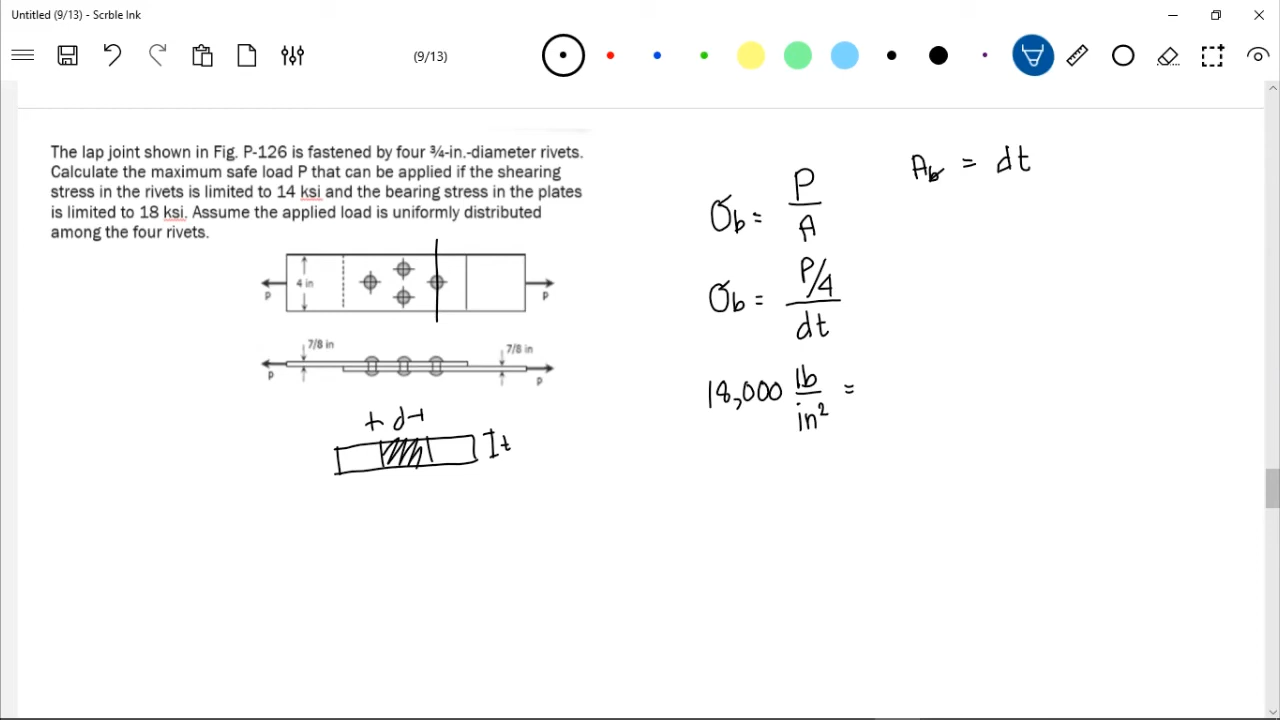 Untitled (9/13) - Scrble Ink
(9/13)
The lap joint shown in Fig. P-126 is fastened by four ¾-in.-diameter rivets.
Calculate the maximum safe load P that can be applied if the shearing
stress in the rivets is limited to 14 ksi and the bearing stress in the plates
is limited to 18 ksi. Assume the applied load is uniformly distributed
among the four rivets.
4 in
P
P
7/8 in
7/8 in
P
P
d
t
A_b = dt
σ_b = P/A
σ_b = (P/4)/(dt)
18,000 lb/in² =